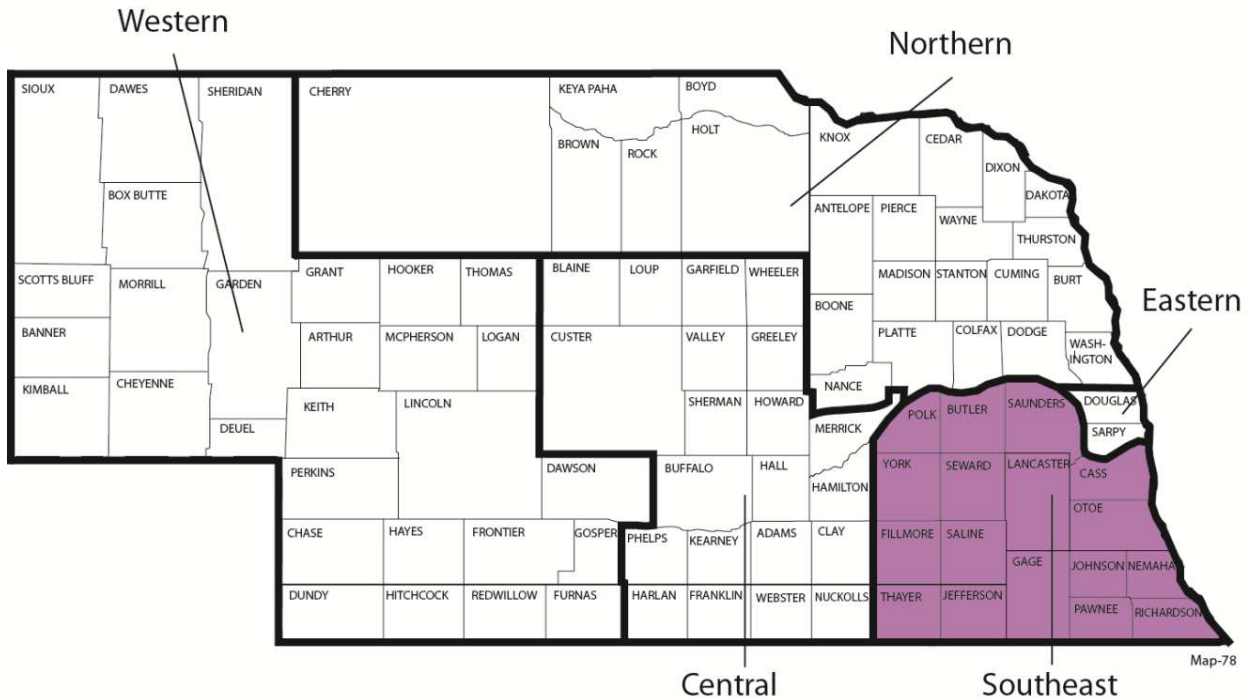 Western
Northern
SIOUX
DAWES
SHERIDAN
CHERRY
KEYA PAHA
BOYD
HOLT
BROWN
ROCK
KNOX
CEDAR
DIXON
DAKOTA
BOX BUTTE
ANTELOPE
PIERCE
WAYNE
THURSTON
SCOTTS BLUFF
MORRILL
GARDEN
GRANT
HOOKER
THOMAS
BLAINE
LOUP
GARFIELD
WHEELER
MADISON
STANTON
CUMING
BURT
Eastern
BANNER
ARTHUR
MCPHERSON
LOGAN
CUSTER
VALLEY
GREELEY
BOONE
PLATTE
COLFAX
DODGE
WASH-
INGTON
KIMBALL
CHEYENNE
KEITH
LINCOLN
SHERMAN
HOWARD
NANCE
DEUEL
MERRICK
POLK
BUTLER
SAUNDERS
DOUGLAS
SARPY
PERKINS
DAWSON
BUFFALO
HALL
HAMILTON
YORK
SEWARD
LANCASTER
CASS
OTOE
CHASE
HAYES
FRONTIER
GOSPER
PHELPS
KEARNEY
ADAMS
CLAY
FILLMORE
SALINE
GAGE
JOHNSON
NEMAHA
DUNDY
HITCHCOCK
REDWILLOW
FURNAS
HARLAN
FRANKLIN
WEBSTER
NUCKOLLS
THAYER
JEFFERSON
PAWNEE
RICHARDSON
Map-78
Central
Southeast